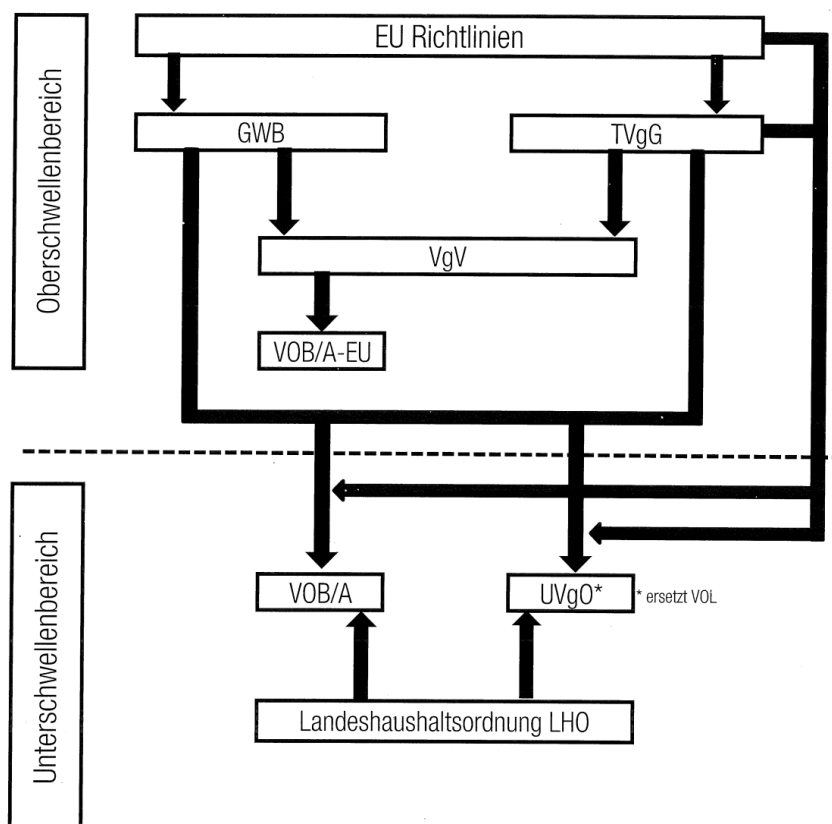 EU Richtlinien
Oberschwellenbereich
GWB
TVgG
VgV
VOB/A-EU
Unterschwellenbereich
VOB/A
UVgO*
* ersetzt VOL
Landeshaushaltsordnung LHO